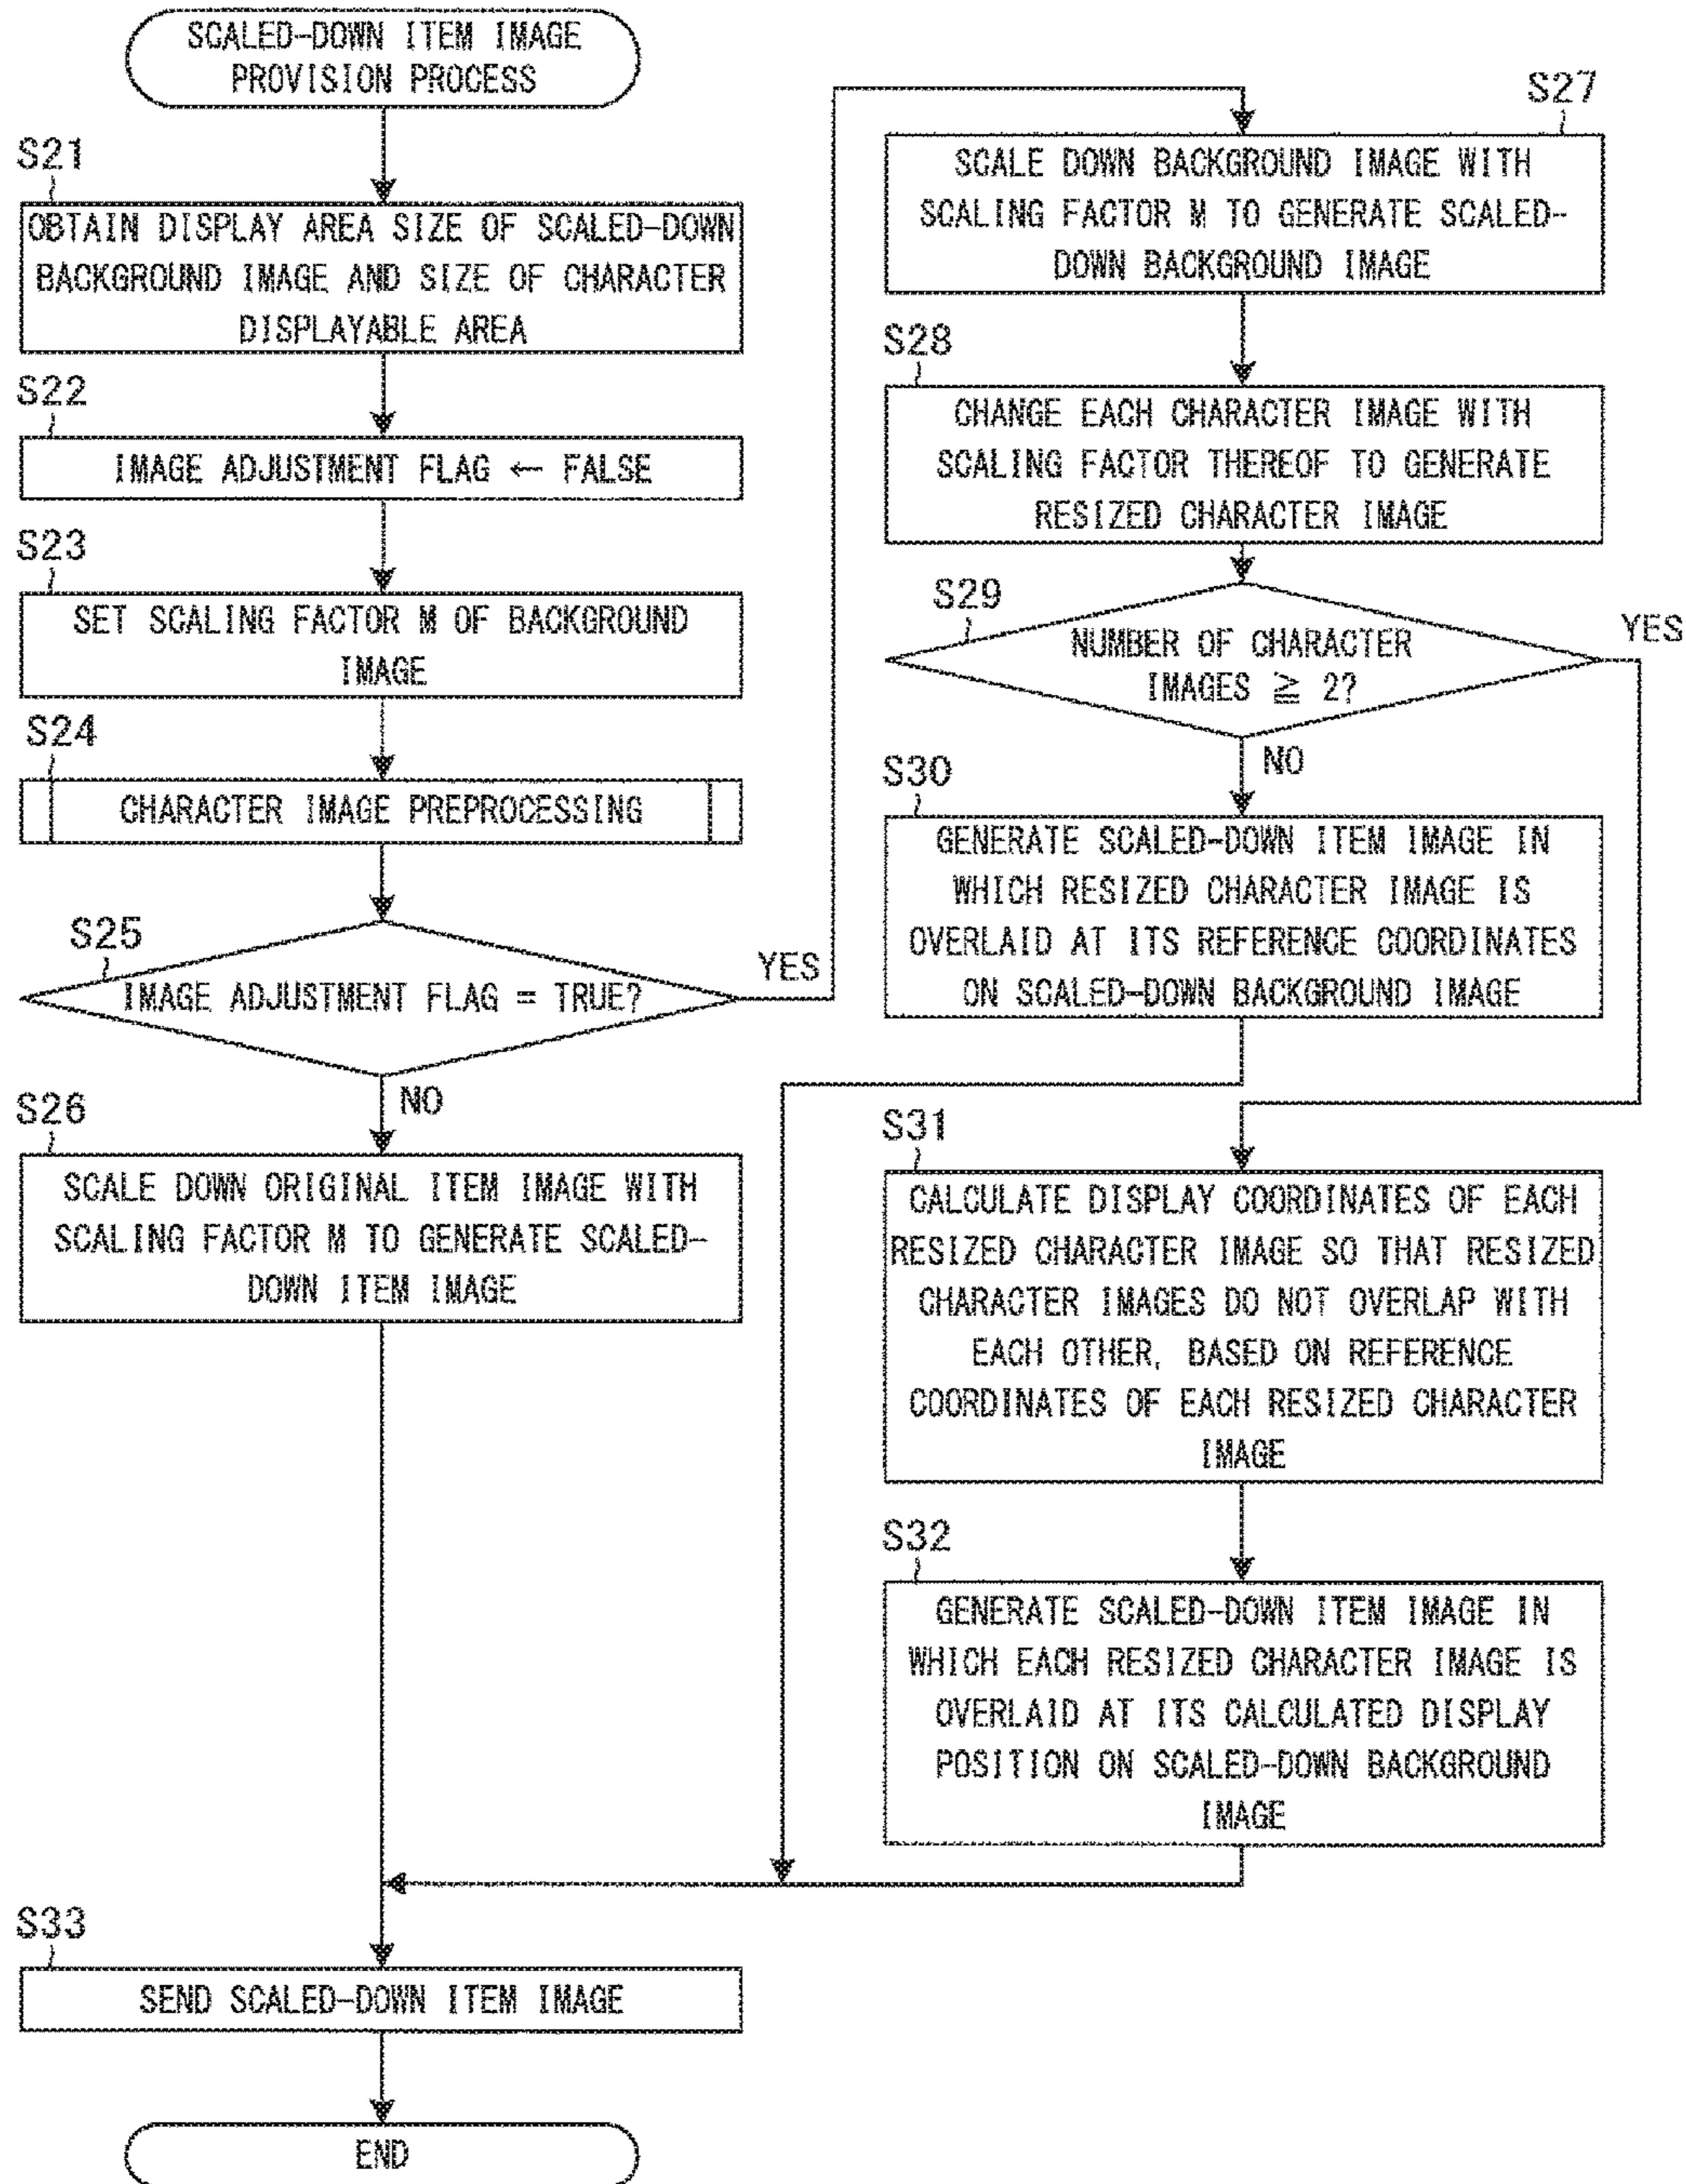 SCALED-DOWN ITEM IMAGE
PROVISION PROCESS
S21
OBTAIN DISPLAY AREA SIZE OF SCALED-DOWN
BACKGROUND IMAGE AND SIZE OF CHARACTER
DISPLAYABLE AREA
S22
IMAGE ADJUSTMENT FLAG ← FALSE
S23
SET SCALING FACTOR M OF BACKGROUND
IMAGE
S24
CHARACTER IMAGE PREPROCESSING
S25
IMAGE ADJUSTMENT FLAG = TRUE?
YES
NO
S26
SCALE DOWN ORIGINAL ITEM IMAGE WITH
SCALING FACTOR M TO GENERATE SCALED-
DOWN ITEM IMAGE
S27
SCALE DOWN BACKGROUND IMAGE WITH
SCALING FACTOR M TO GENERATE SCALED-
DOWN BACKGROUND IMAGE
S28
CHANGE EACH CHARACTER IMAGE WITH
SCALING FACTOR THEREOF TO GENERATE
RESIZED CHARACTER IMAGE
S29
NUMBER OF CHARACTER
IMAGES ≧ 2?
YES
NO
S30
GENERATE SCALED-DOWN ITEM IMAGE IN
WHICH RESIZED CHARACTER IMAGE IS
OVERLAID AT ITS REFERENCE COORDINATES
ON SCALED-DOWN BACKGROUND IMAGE
S31
CALCULATE DISPLAY COORDINATES OF EACH
RESIZED CHARACTER IMAGE SO THAT RESIZED
CHARACTER IMAGES DO NOT OVERLAP WITH
EACH OTHER, BASED ON REFERENCE
COORDINATES OF EACH RESIZED CHARACTER
IMAGE
S32
GENERATE SCALED-DOWN ITEM IMAGE IN
WHICH EACH RESIZED CHARACTER IMAGE IS
OVERLAID AT ITS CALCULATED DISPLAY
POSITION ON SCALED-DOWN BACKGROUND
IMAGE
S33
SEND SCALED-DOWN ITEM IMAGE
END